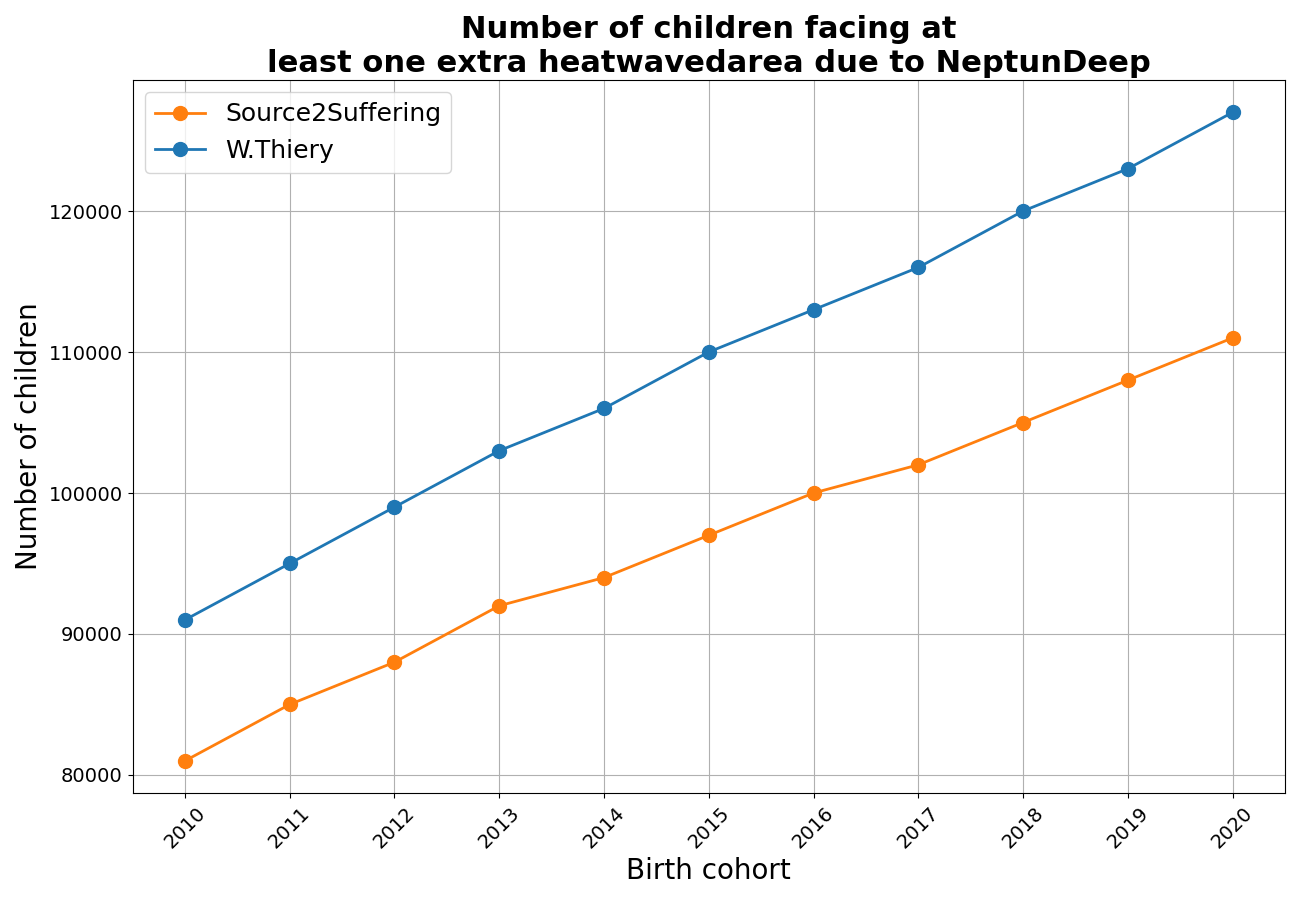 Number of children facing at
least one extra heatwavedarea due to NeptunDeep
Source2Suffering
W.Thiery
Number of children
120000
110000
100000
90000
80000
2010
2011
2012
2013
2014
2015
2016
2017
2018
2019
2020
Birth cohort